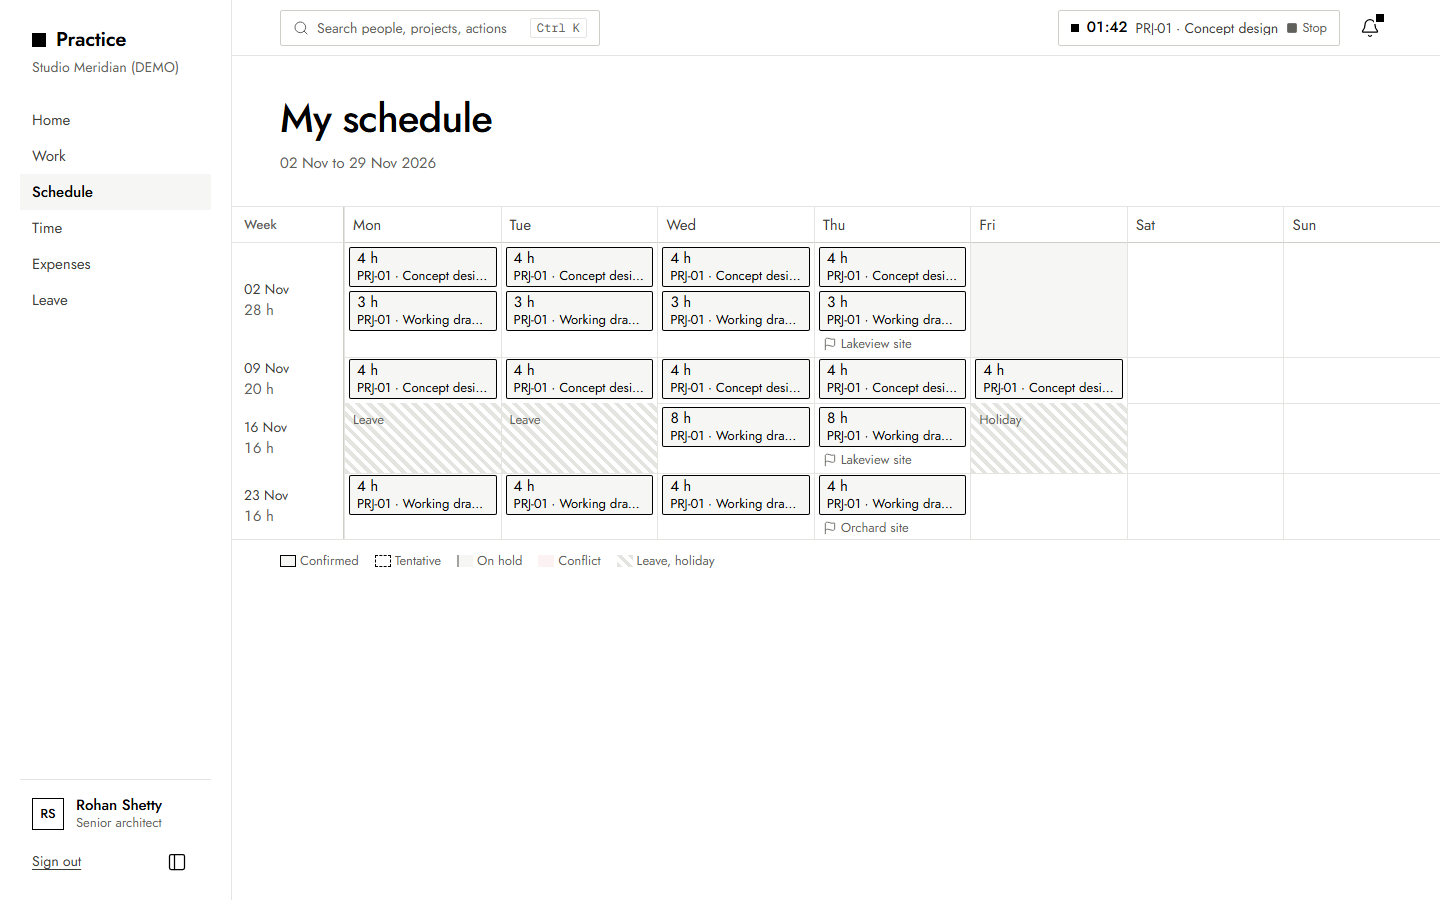 Practice
Studio Meridian (DEMO)
Home
Work
Schedule
Time
Expenses
Leave
Rohan Shetty
RS
Senior architect
Sign out
Search people, projects, actions Ctrl K
01:42 PRJ-01 · Concept design Stop
My schedule
02 Nov to 29 Nov 2026
Week Mon Tue Wed Thu Fri Sat Sun
02 Nov
28 h
4 h 4 h 4 h 4 h
PRJ-01 · Concept desi... PRJ-01 · Concept desi... PRJ-01 · Concept desi... PRJ-01 · Concept desi...
3 h 3 h 3 h 3 h
PRJ-01 · Working dra... PRJ-01 · Working dra... PRJ-01 · Working dra... PRJ-01 · Working dra...
Lakeview site
09 Nov
20 h
4 h 4 h 4 h 4 h 4 h
PRJ-01 · Concept desi... PRJ-01 · Concept desi... PRJ-01 · Concept desi... PRJ-01 · Concept desi... PRJ-01 · Concept desi...
16 Nov
16 h
Leave Leave 8 h 8 h Holiday
PRJ-01 · Working dra... PRJ-01 · Working dra...
Lakeview site
23 Nov
16 h
4 h 4 h 4 h 4 h
PRJ-01 · Working dra... PRJ-01 · Working dra... PRJ-01 · Working dra... PRJ-01 · Working dra...
Orchard site
Confirmed Tentative On hold Conflict Leave, holiday